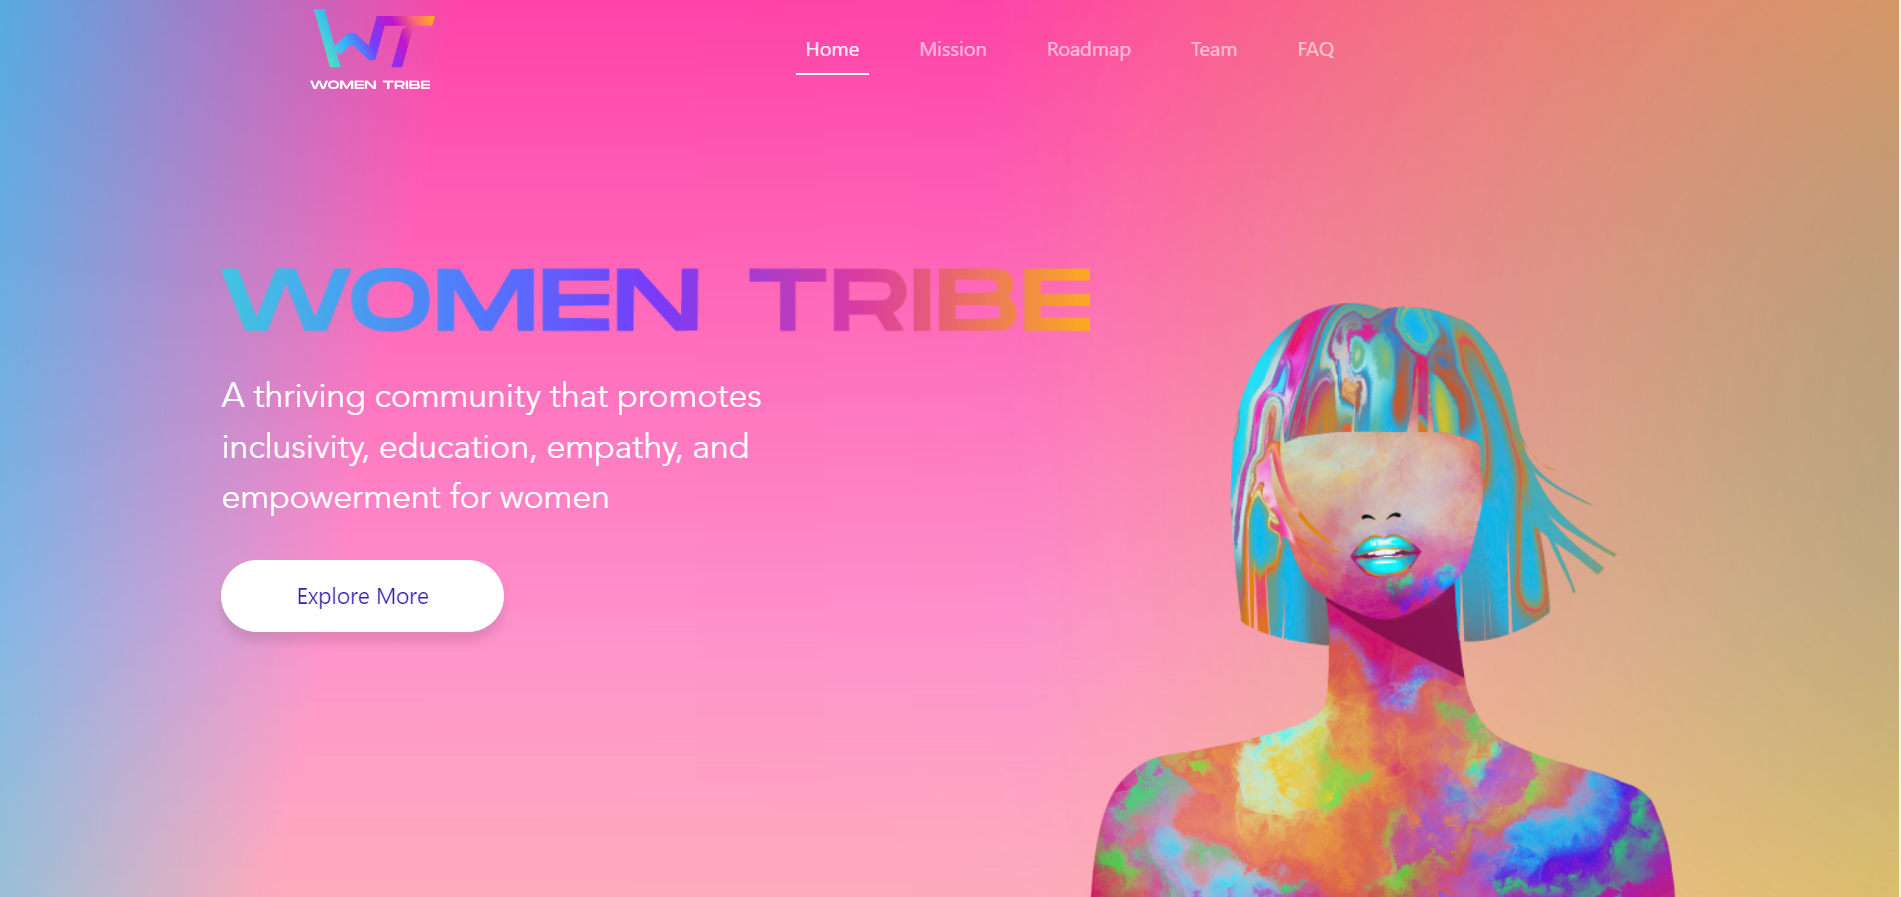 WT
WOMEN TRIBE
Home
Mission
Roadmap
Team
FAQ
WOMEN TRIBE
A thriving community that promotes
inclusivity, education, empathy, and
empowerment for women
Explore More